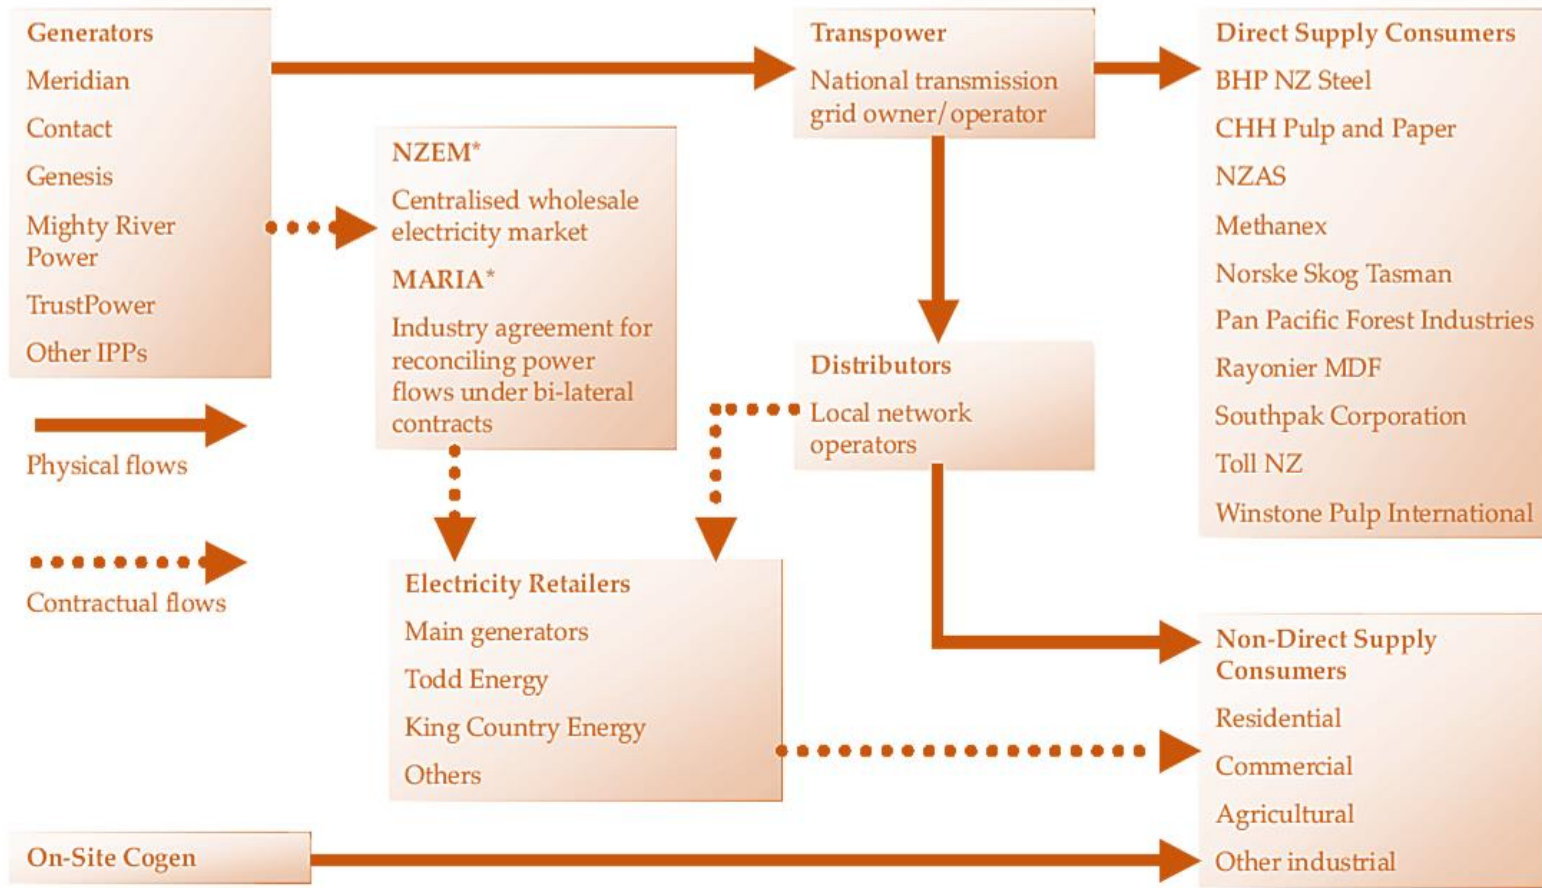 Generators
Meridian
Contact
Genesis
Mighty River
Power
TrustPower
Other IPPs
Physical flows
Contractual flows
NZEM*
Centralised wholesale
electricity market
MARIA*
Industry agreement for
reconciling power
flows under bi-lateral
contracts
Transpower
National transmission
grid owner/operator
Distributors
Local network
operators
Electricity Retailers
Main generators
Todd Energy
King Country Energy
Others
Direct Supply Consumers
BHP NZ Steel
CHH Pulp and Paper
NZAS
Methanex
Norske Skog Tasman
Pan Pacific Forest Industries
Rayonier MDF
Southpak Corporation
Toll NZ
Winstone Pulp International
Non-Direct Supply
Consumers
Residential
Commercial
Agricultural
Other industrial
On-Site Cogen